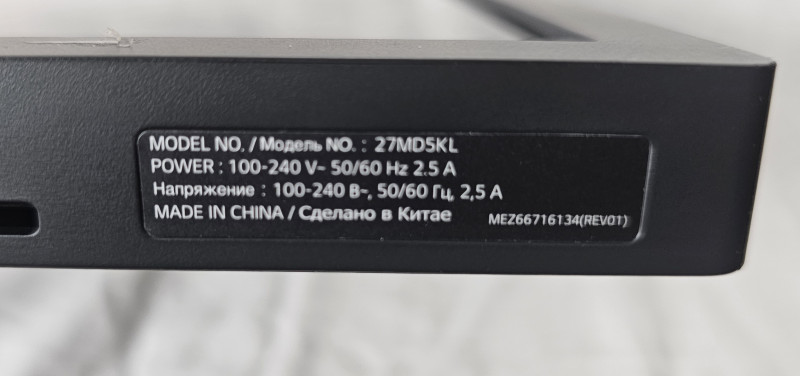 MODEL NO. / Модель NO. : 27MD5KL
POWER : 100-240 V~ 50/60 Hz 2.5 A
Напряжение : 100-240 В~, 50/60 Гц, 2,5 А
MADE IN CHINA / Сделано в Китае
MEZ66716134(REV01)